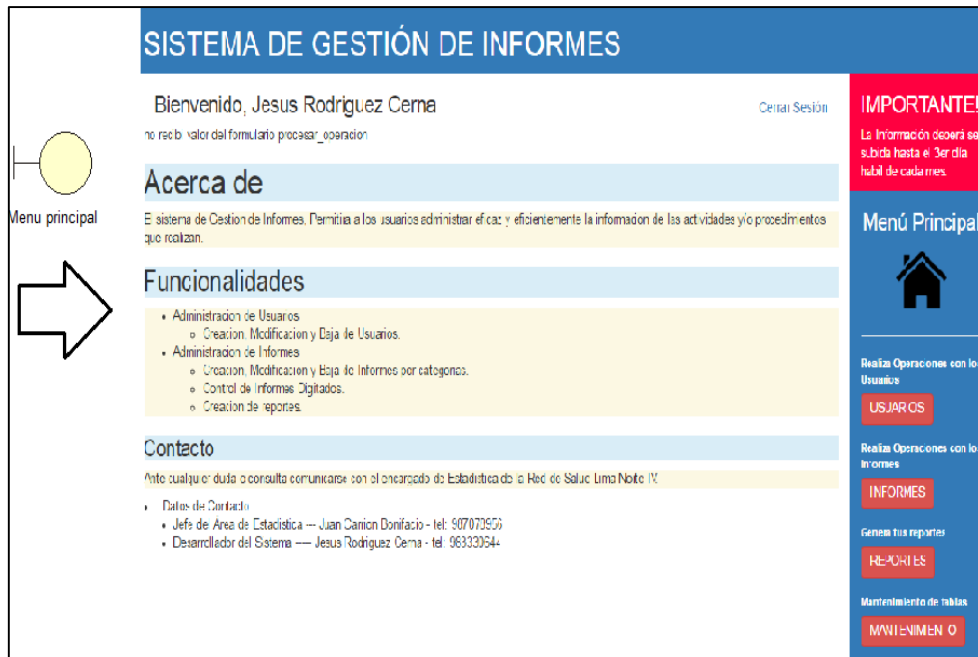 SISTEMA DE GESTIÓN DE INFORMES
Bienvenido, Jesus Rodriguez Cerna
Cerrar Sesión
no recibi valor del formulario procesar_operacion
Menu principal
Acerca de
El sistema de Gestion de Informes, Permitira a los usuarios administrar eficaz y eficientemente la informacion de las actividades y/o procedimientos
que realizan.
Funcionalidades
Administracion de Usuarios
Creacion, Modificacion y Baja de Usuarios.
Administracion de Informes
Creacion, Modificacion y Baja de Informes por categorias.
Control de Informes Digitados.
Creacion de reportes.
Contacto
Ante cualquier duda o consulta comunicarse con el encargado de Estadistica de la Red de Salud Lima Norte IV.
Datos de Contacto
Jefe de Area de Estadistica --- Juan Carrion Bonifacio - tel:
Desarrollador del Sistema ---- Jesus Rodriguez Cerna - tel:
IMPORTANTE!
La Información deberá se
subida hasta el 3er día
habil de cada mes.
Menú Principal
Realiza Operaciones con lo
Usuarios
USUARIOS
Realiza Operaciones con lo
Informes
INFORMES
Genera tus reportes
REPORTES
Mantenimiento de tablas
MANTENIMIENTO